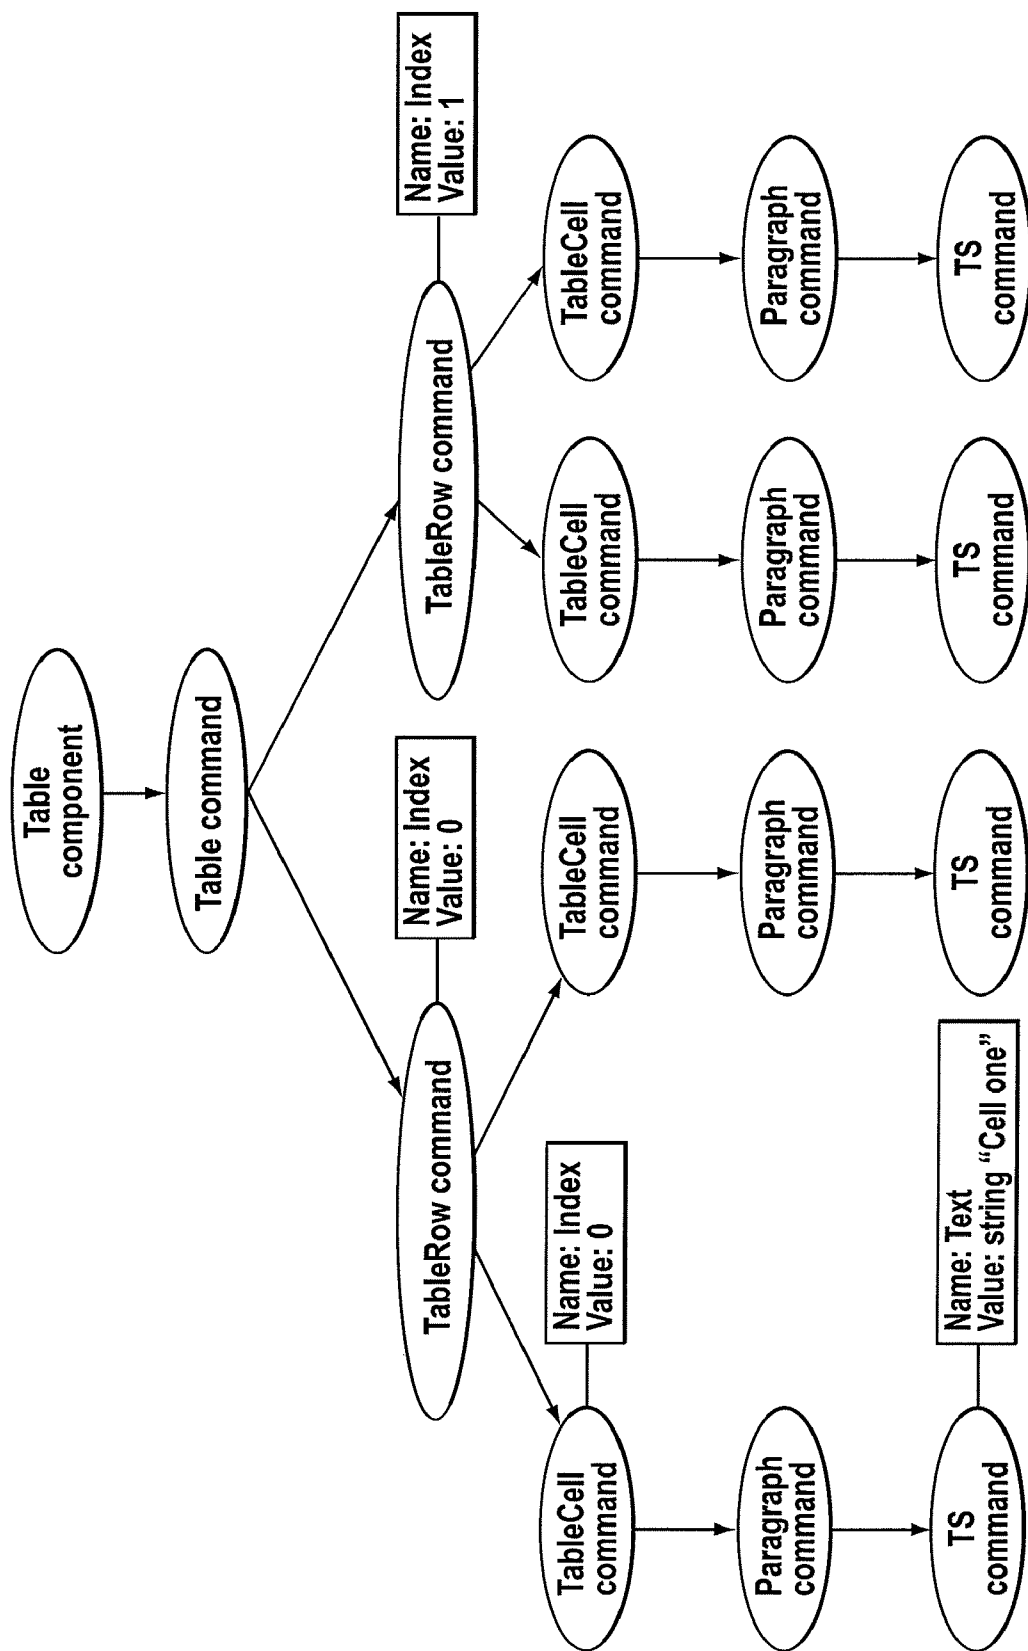 Table
component
Table command
TableRow command
Name: Index
Value: 0
TableRow command
Name: Index
Value: 1
TableCell
command
Name: Index
Value: 0
TableCell
command
TableCell
command
TableCell
command
Paragraph
command
Paragraph
command
Paragraph
command
Paragraph
command
TS
command
Name: Text
Value: string “Cell one”
TS
command
TS
command
TS
command